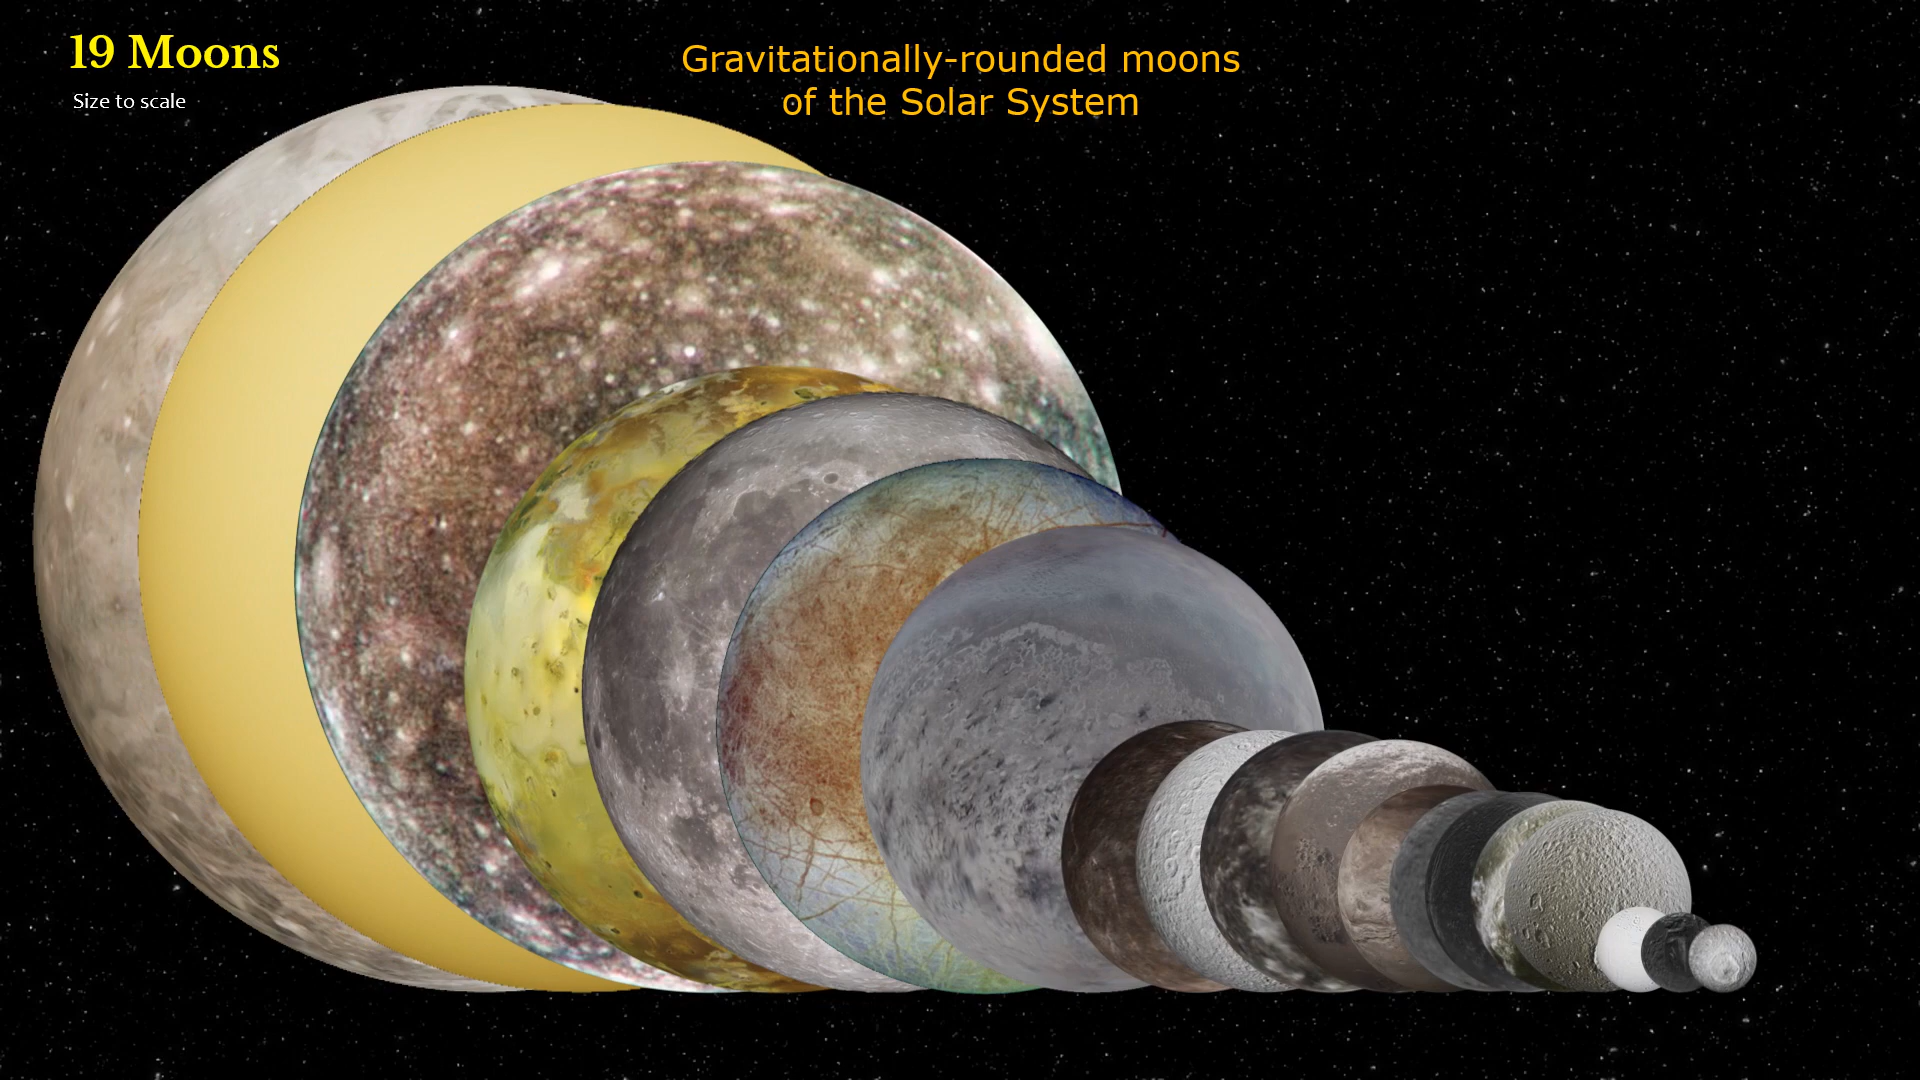 19 Moons
Size to scale
Gravitationally-rounded moons
of the Solar System